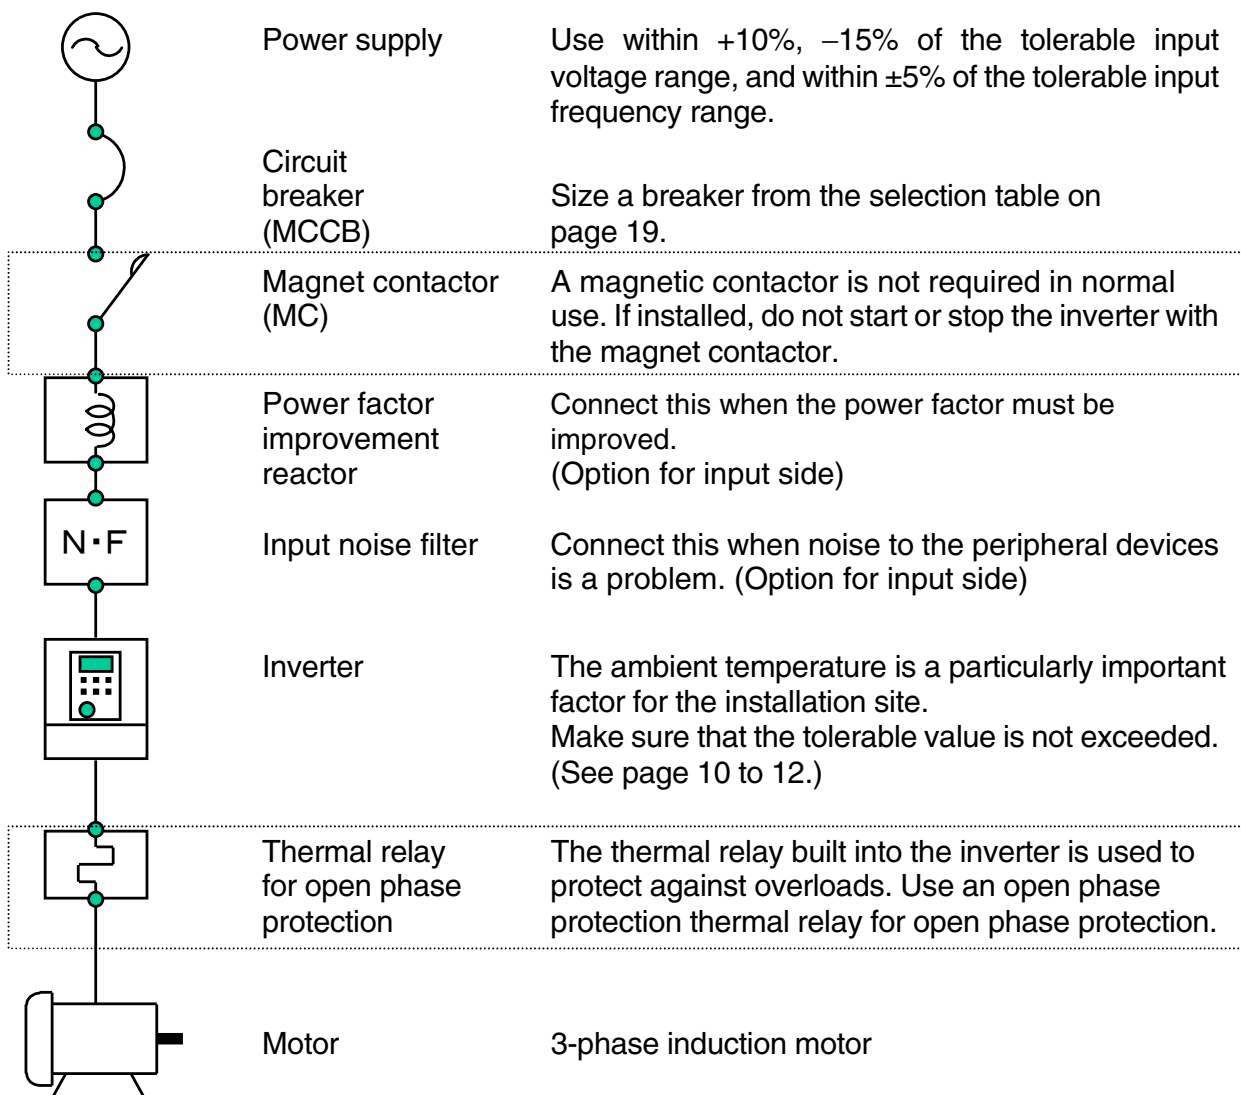 Power supply
Use within +10%, –15% of the tolerable input
voltage range, and within ±5% of the tolerable input
frequency range.
Circuit
breaker
(MCCB)
Size a breaker from the selection table on
page 19.
Magnet contactor
(MC)
A magnetic contactor is not required in normal
use. If installed, do not start or stop the inverter with
the magnet contactor.
Power factor
improvement
reactor
Connect this when the power factor must be
improved.
(Option for input side)
N·F
Input noise filter
Connect this when noise to the peripheral devices
is a problem. (Option for input side)
Inverter
The ambient temperature is a particularly important
factor for the installation site.
Make sure that the tolerable value is not exceeded.
(See page 10 to 12.)
Thermal relay
for open phase
protection
The thermal relay built into the inverter is used to
protect against overloads. Use an open phase
protection thermal relay for open phase protection.
Motor
3-phase induction motor